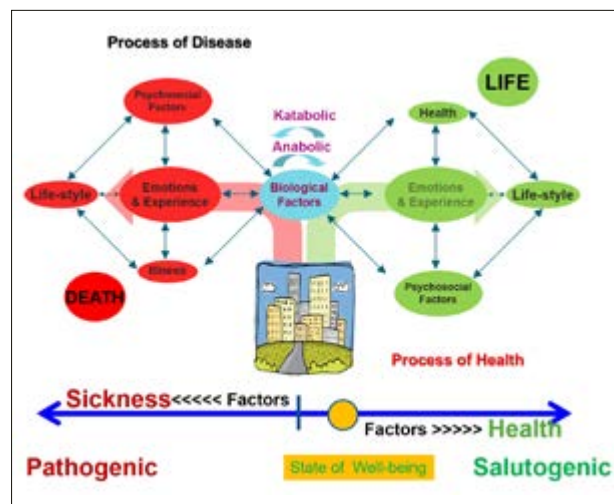 Process of Disease
LIFE
Psychosocial
Factors
Katabolic
Health
Anabolic
Life-style
Emotions
& Experience
Biological
Factors
Emotions
& Experience
Life-style
Illness
DEATH
Psychosocial
Factors
Process of Health
Sickness<<<<< Factors
Factors >>>>>Health
Pathogenic
State of Well-being
Salutogenic